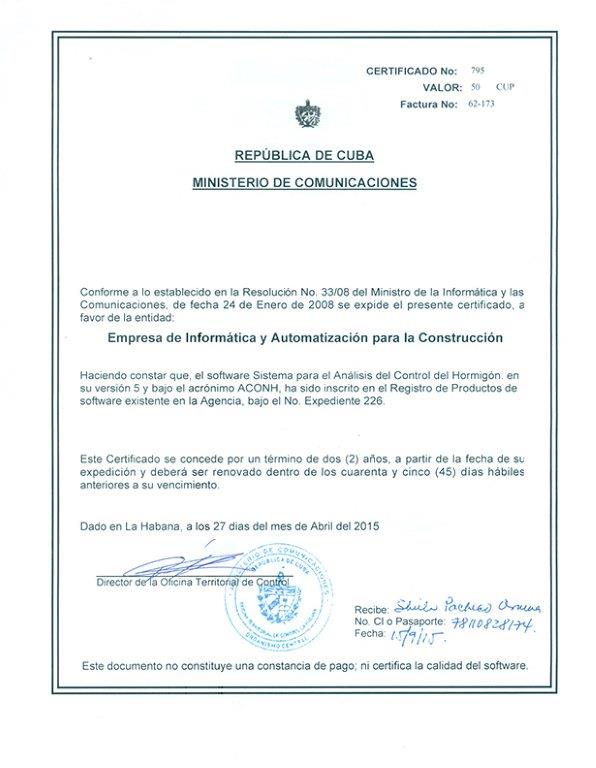 CERTIFICADO No: 795
VALOR: 50 CUP
Factura No: 62-173
REPÚBLICA DE CUBA
MINISTERIO DE COMUNICACIONES
Conforme a lo establecido en la Resolución No. 33/08 del Ministro de la Informática y las
Comunicaciones, de fecha 24 de Enero de 2008 se expide el presente certificado, a
favor de la entidad:
Empresa de Informática y Automatización para la Construcción
Haciendo constar que, el software Sistema para el Análisis del Control del Hormigón. en
su versión 5 y bajo el acrónimo ACONH, ha sido inscrito en el Registro de Productos de
software existente en la Agencia, bajo el No. Expediente 226.
Este Certificado se concede por un término de dos (2) años, a partir de la fecha de su
expedición y deberá ser renovado dentro de los cuarenta y cinco (45) días hábiles
anteriores a su vencimiento.
Dado en La Habana, a los 27 dias del mes de Abril del 2015
Director de la Oficina Territorial de Control
MINISTERIO DE COMUNICACIONES
REPÚBLICA DE CUBA
ORGANISMO CENTRAL
Recibe: Sheila Pacheco
No. CI o Pasaporte: 78110828174.
Fecha: 15/9/15.
Este documento no constituye una constancia de pago; ni certifica la calidad del software.